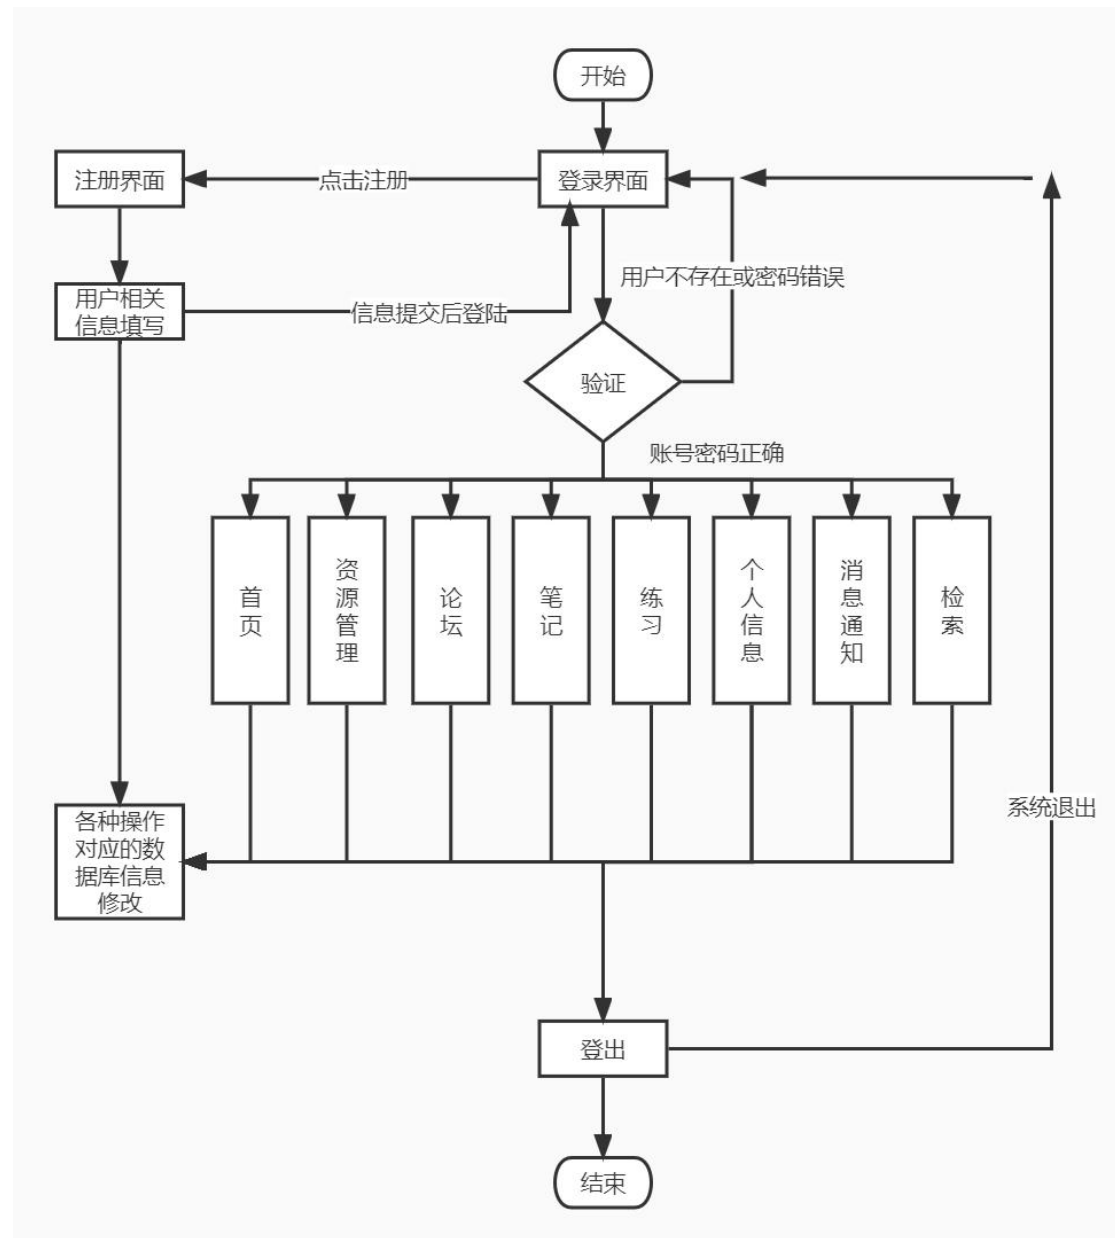 开始
注册界面
点击注册
登录界面
用户相关
信息填写
信息提交后登陆
用户不存在或密码错误
验证
账号密码正确
首页
资源管理
论坛
笔记
练习
个人信息
消息通知
检索
各种操作
对应的数
据库信息
修改
系统退出
登出
结束